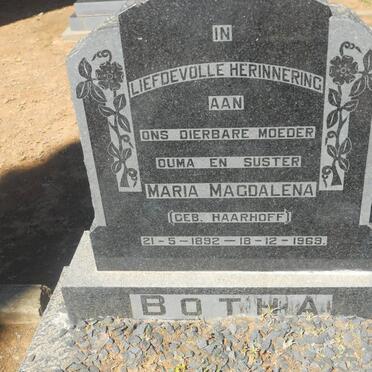 IN
LIEFDEVOLLE HERINNERING
AAN
ONS DIERBARE MOEDER
OUMA EN SUSTER
MARIA MAGDALENA
(GEB. HAARHOFF)
21-5-1892 — 18-12-1969.
BOTHA